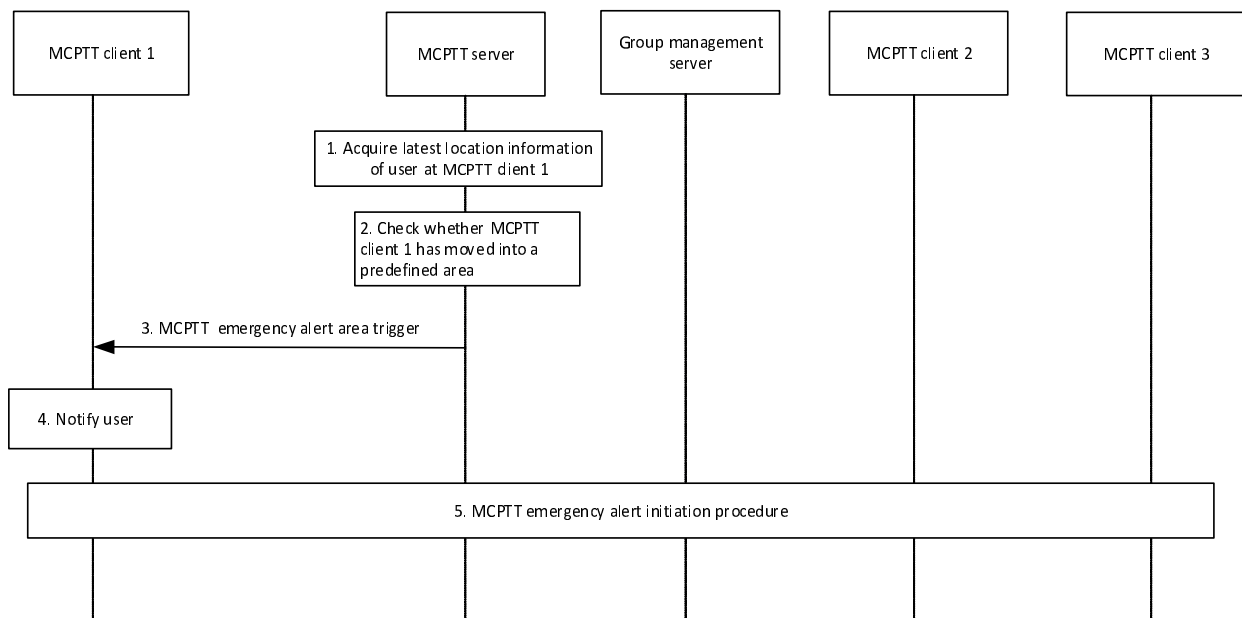 MCPTT client 1
MCPTT server
Group management
server
MCPTT client 2
MCPTT client 3
1. Acquire latest location information
of user at MCPTT client 1
2. Check whether MCPTT
client 1 has moved into a
predefined area
3. MCPTT emergency alert area trigger
4. Notify user
5. MCPTT emergency alert initiation procedure